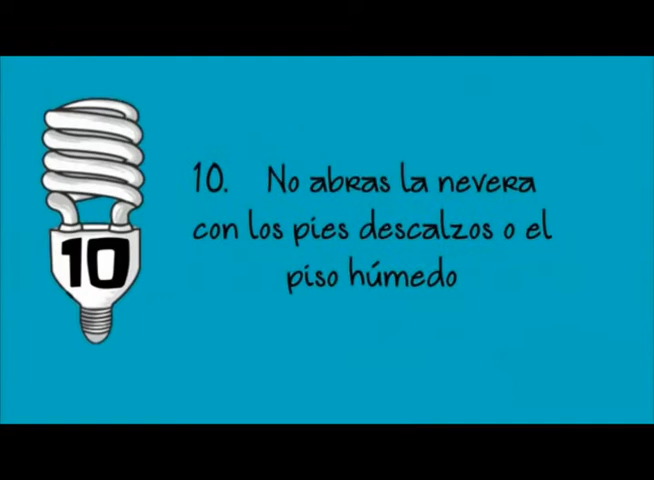 10
10. No abras la nevera
con los pies descalzos o el
piso húmedo